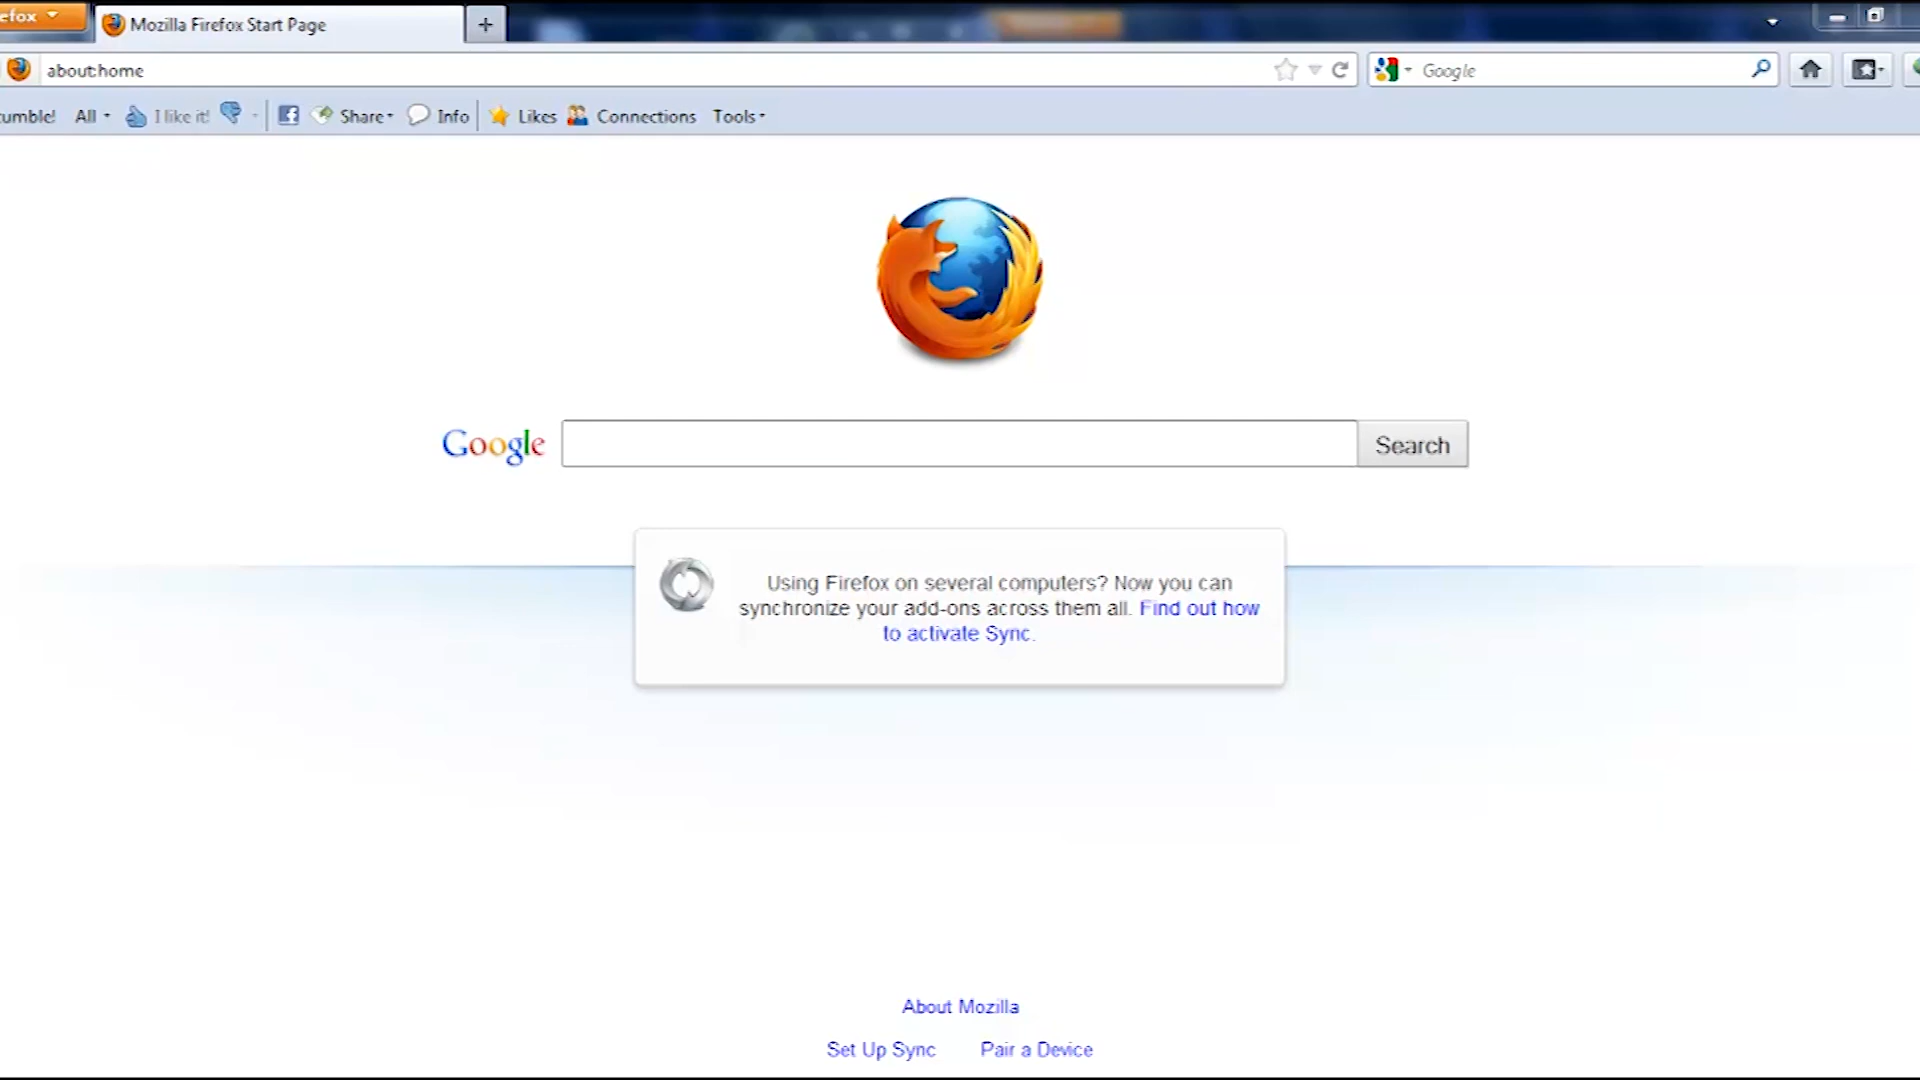 efox
Mozilla Firefox Start Page
about:home
Google
umble! All I like it! Share Info Likes Connections Tools
Google Search
Using Firefox on several computers? Now you can
synchronize your add-ons across them all. Find out how
to activate Sync.
About Mozilla
Set Up Sync Pair a Device